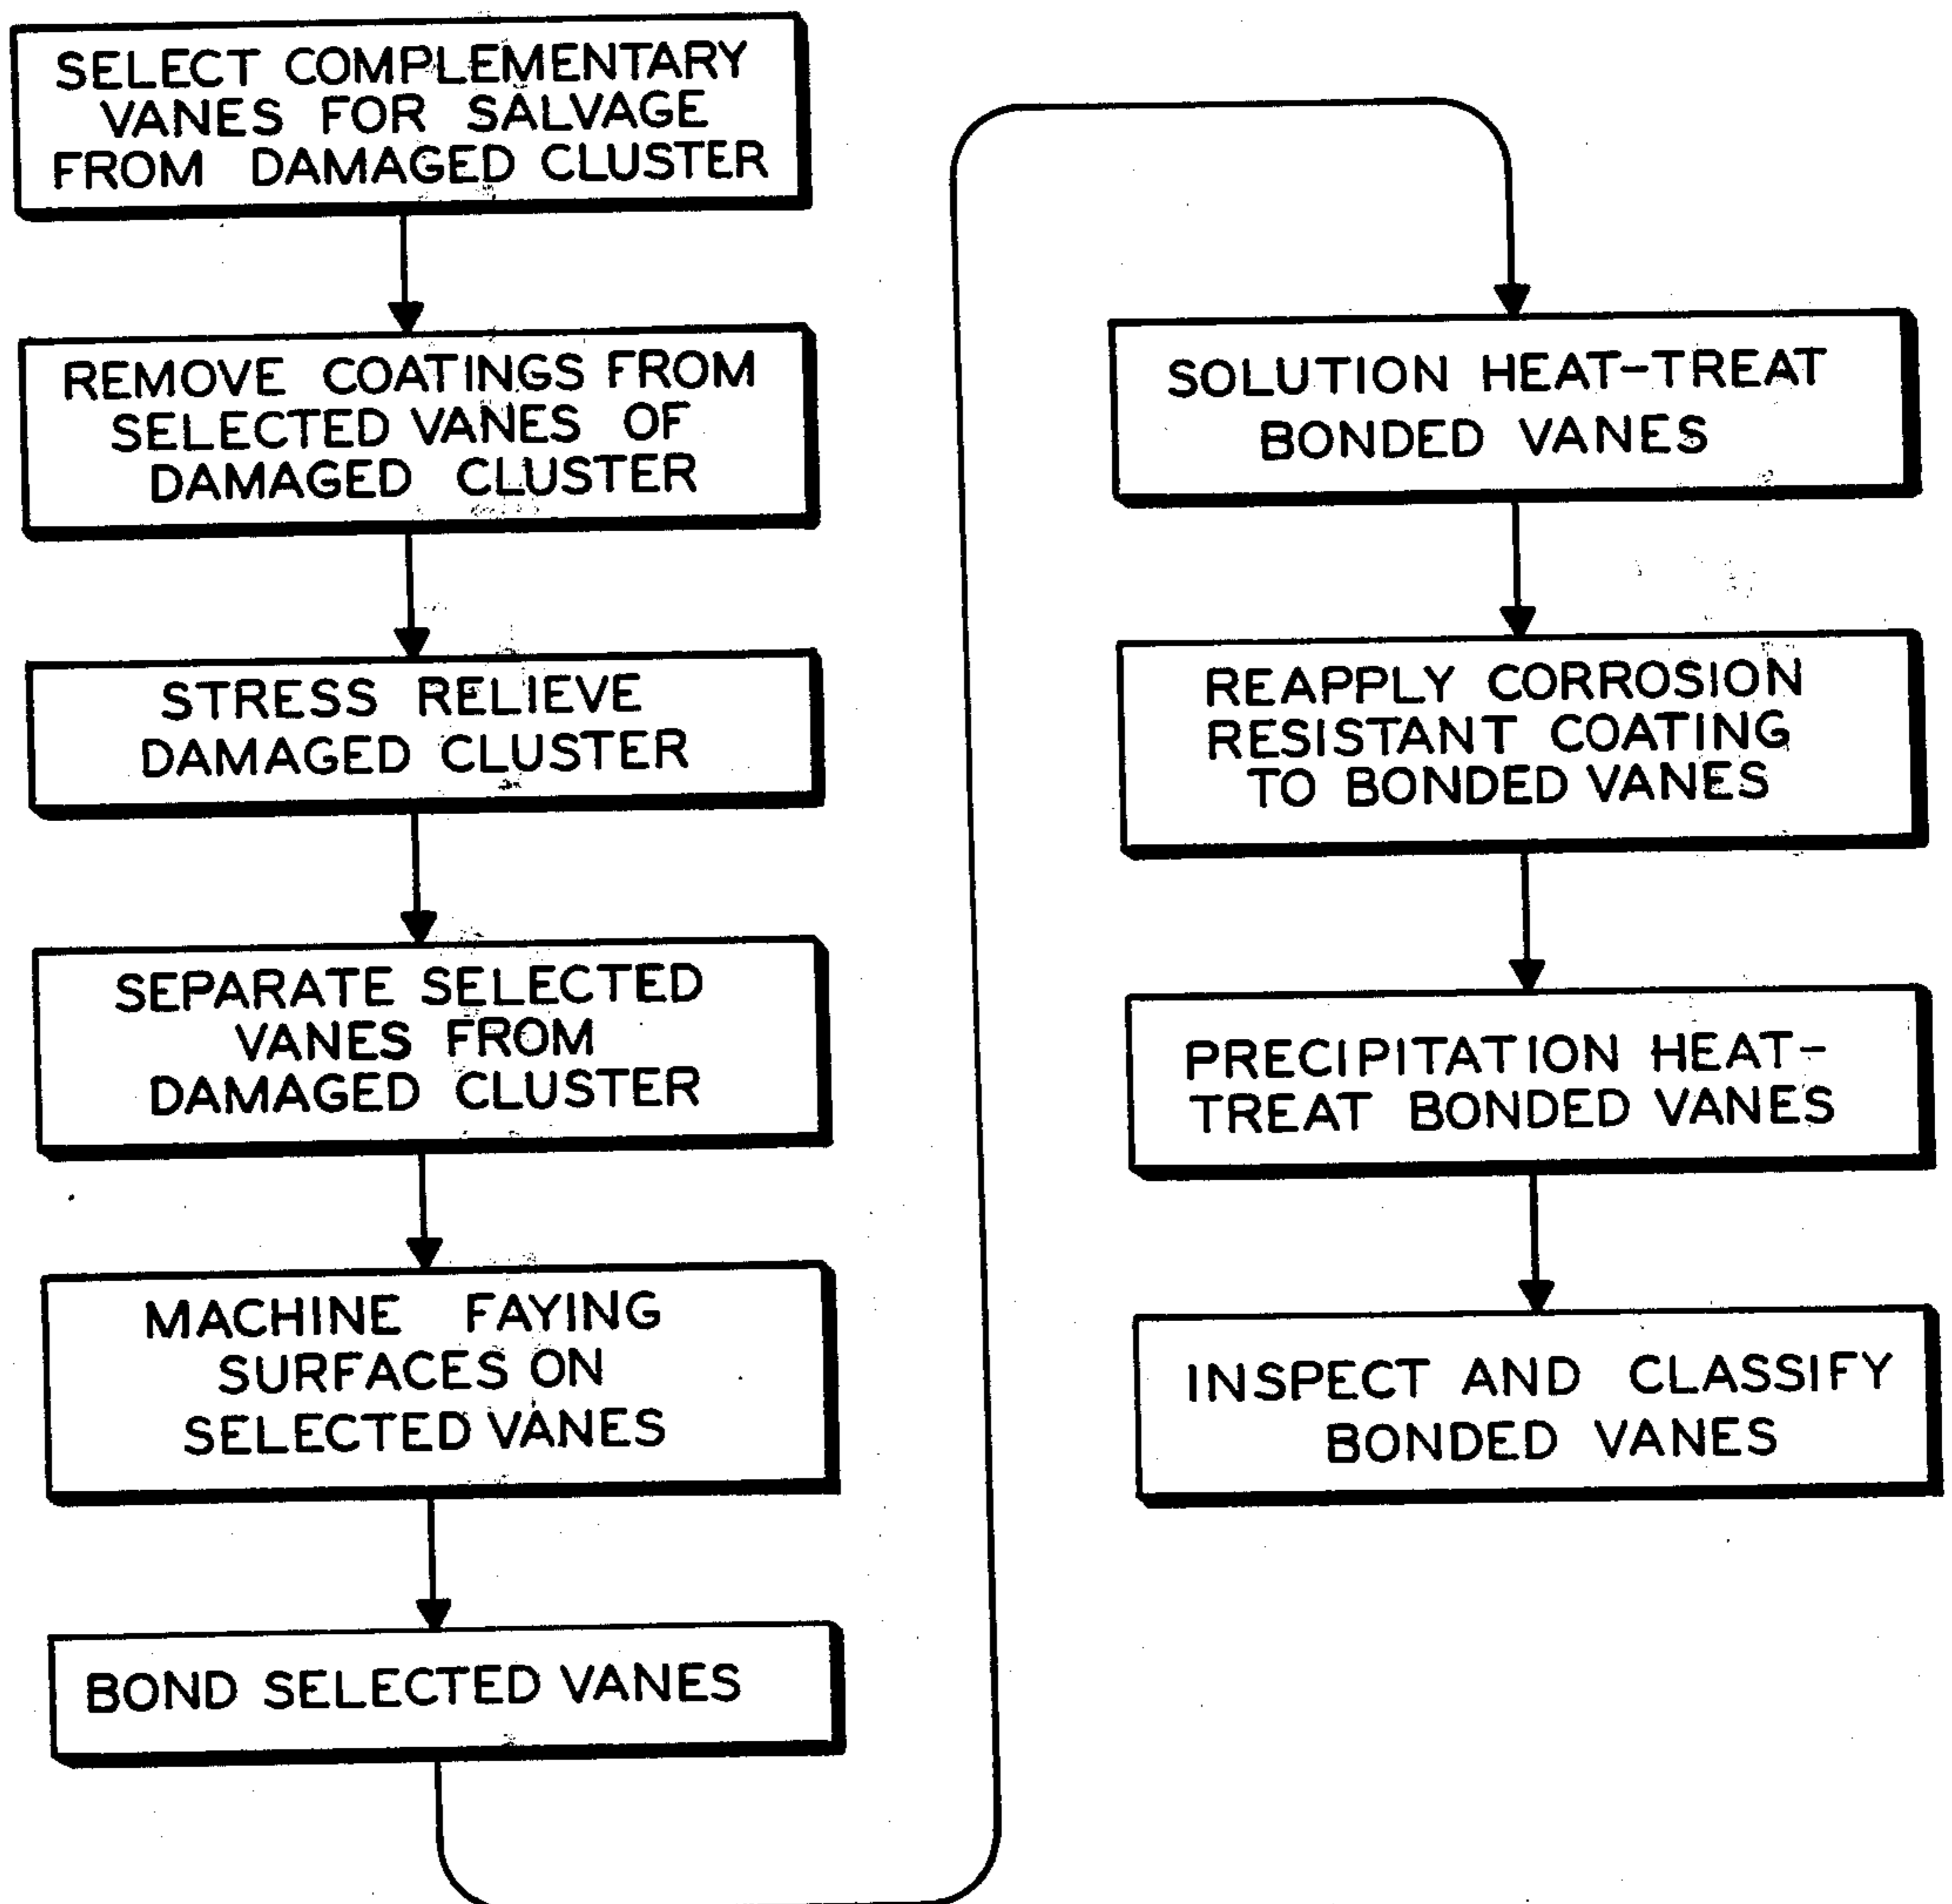 SELECT COMPLEMENTARY
VANES FOR SALVAGE
FROM DAMAGED CLUSTER
REMOVE COATINGS FROM
SELECTED VANES OF
DAMAGED CLUSTER
STRESS RELIEVE
DAMAGED CLUSTER
SEPARATE SELECTED
VANES FROM
DAMAGED CLUSTER
MACHINE FAYING
SURFACES ON
SELECTED VANES
BOND SELECTED VANES
SOLUTION HEAT-TREAT
BONDED VANES
REAPPLY CORROSION
RESISTANT COATING
TO BONDED VANES
PRECIPITATION HEAT-
TREAT BONDED VANES
INSPECT AND CLASSIFY
BONDED VANES